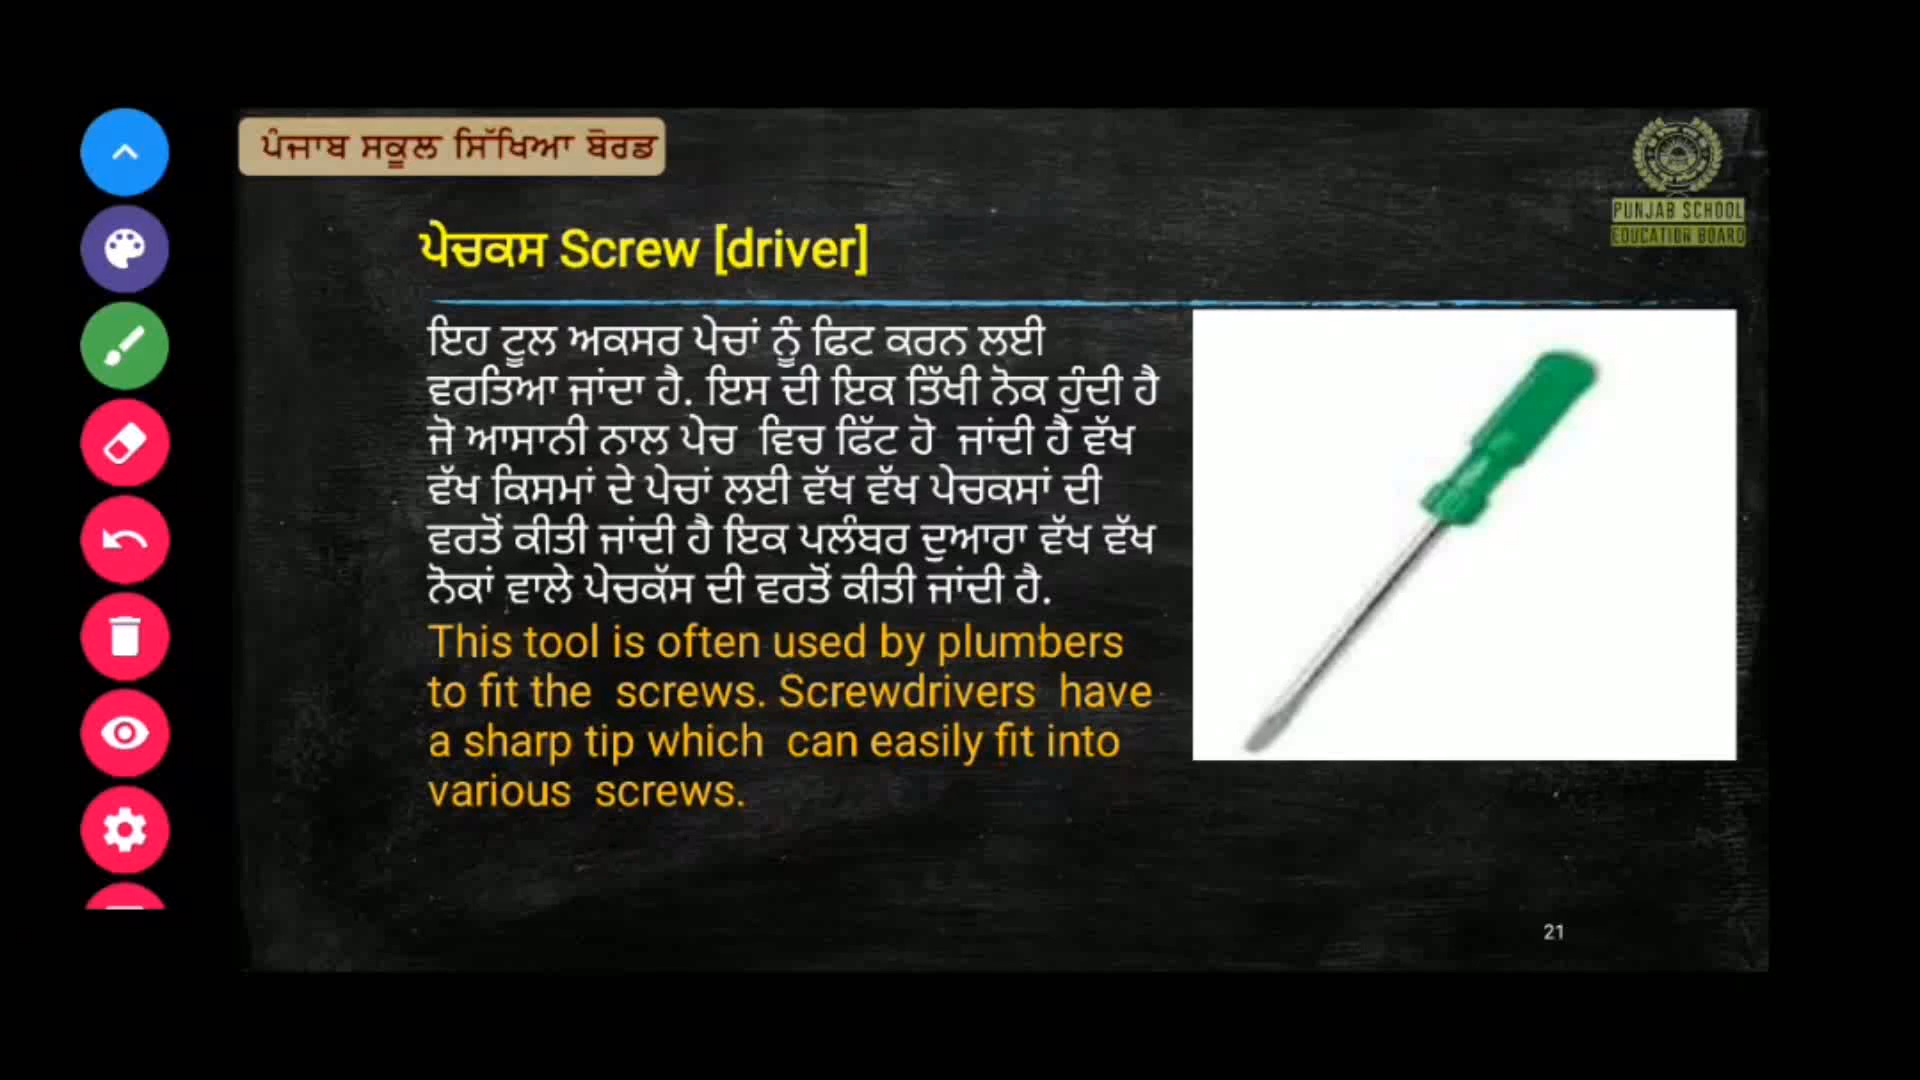 ਪੰਜਾਬ ਸਕੂਲ ਸਿੱਖਿਆ ਬੋਰਡ
PUNJAB SCHOOL
EDUCATION BOARD
ਪੇਚਕਸ Screw [driver]
ਇਹ ਟੂਲ ਅਕਸਰ ਪੇਚਾਂ ਨੂੰ ਫਿਟ ਕਰਨ ਲਈ
ਵਰਤਿਆ ਜਾਂਦਾ ਹੈ. ਇਸ ਦੀ ਇਕ ਤਿੱਖੀ ਨੋਕ ਹੁੰਦੀ ਹੈ
ਜੋ ਆਸਾਨੀ ਨਾਲ ਪੇਚ ਵਿਚ ਫਿੱਟ ਹੋ ਜਾਂਦੀ ਹੈ ਵੱਖ
ਵੱਖ ਕਿਸਮਾਂ ਦੇ ਪੇਚਾਂ ਲਈ ਵੱਖ ਵੱਖ ਪੇਚਕਸਾਂ ਦੀ
ਵਰਤੋਂ ਕੀਤੀ ਜਾਂਦੀ ਹੈ ਇਕ ਪਲੰਬਰ ਦੁਆਰਾ ਵੱਖ ਵੱਖ
ਨੋਕਾਂ ਵਾਲੇ ਪੇਚਕੱਸ ਦੀ ਵਰਤੋਂ ਕੀਤੀ ਜਾਂਦੀ ਹੈ.
This tool is often used by plumbers
to fit the screws. Screwdrivers have
a sharp tip which can easily fit into
various screws.
21